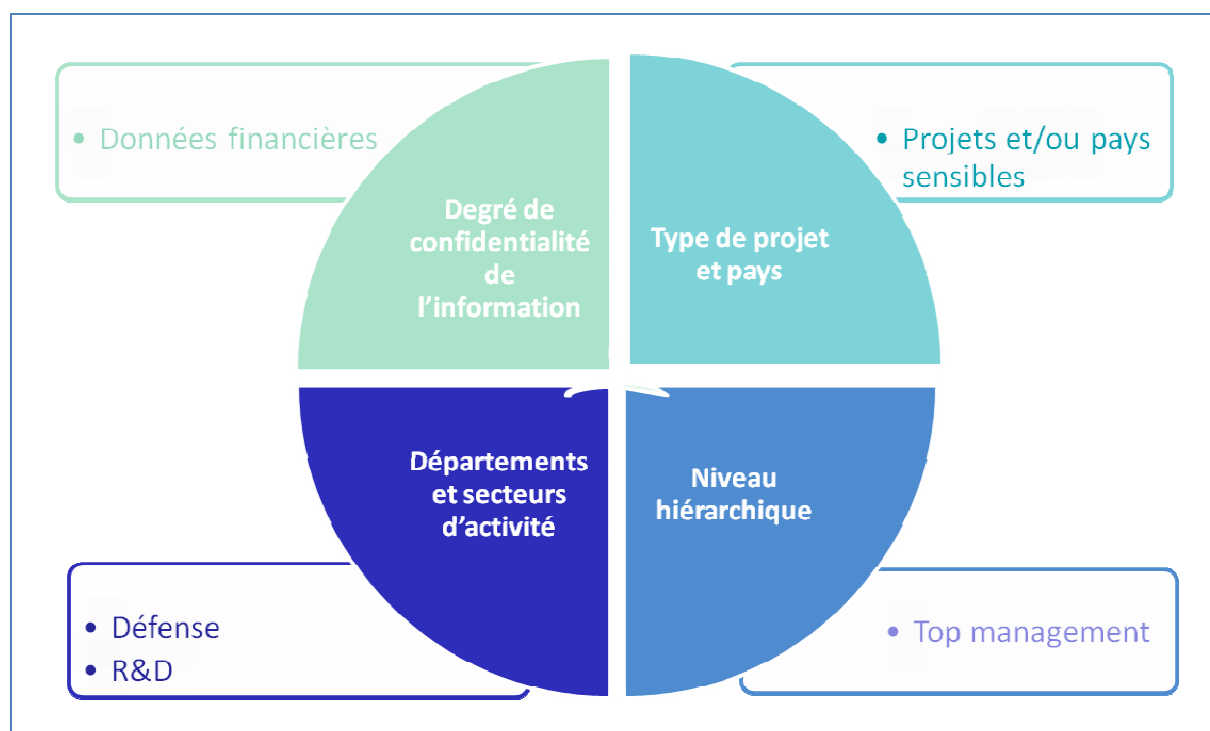 • Données financières
Degré de
confidentialité
de
l'information
Type de projet
et pays
• Projets et/ou pays
sensibles
Départements
et secteurs
d'activité
• Défense
• R&D
Niveau
hiérarchique
• Top management